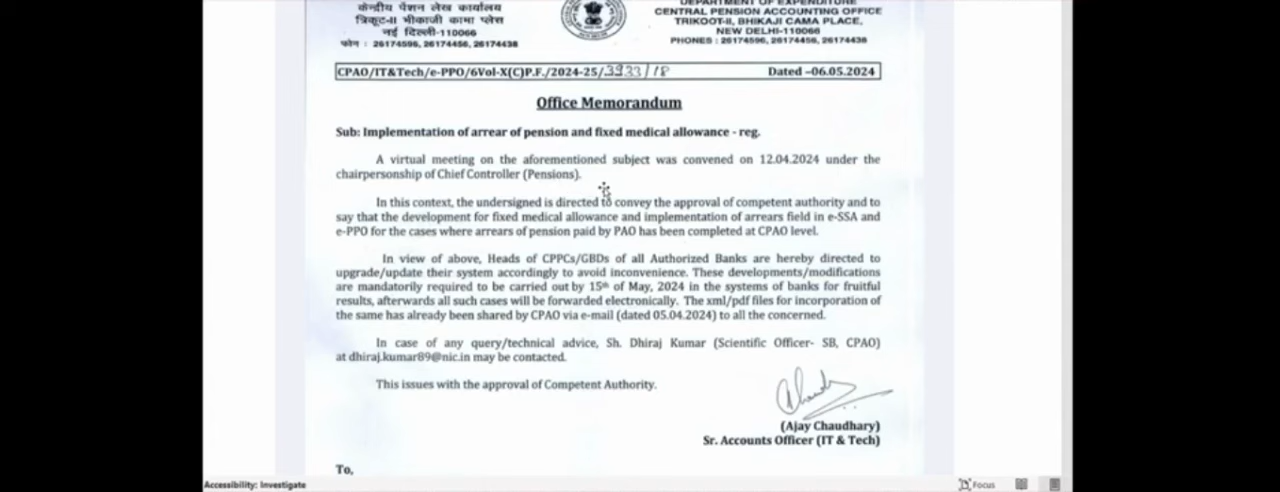 केन्द्रीय पेंशन लेखा कार्यालय
त्रिकूट-II भीकाजी कामा प्लेस
नई दिल्ली-110066
फोन : 26174596, 26174456, 26174438
DEPARTMENT OF EXPENDITURE
CENTRAL PENSION ACCOUNTING OFFICE
TRIKOOT-II, BHIKAJI CAMA PLACE,
NEW DELHI-110066
PHONES : 26174596, 26174456, 26174438
CPAO/IT&Tech/e-PPO/6Vol-X(C)P.F./2024-25/3933/18 Dated –06.05.2024
Office Memorandum
Sub: Implementation of arrear of pension and fixed medical allowance - reg.
A virtual meeting on the aforementioned subject was convened on 12.04.2024 under the
chairpersonship of Chief Controller (Pensions).
In this context, the undersigned is directed to convey the approval of competent authority and to
say that the development for fixed medical allowance and implementation of arrears field in e-SSA and
e-PPO for the cases where arrears of pension paid by PAO has been completed at CPAO level.
In view of above, Heads of CPPCs/GBDs of all Authorized Banks are hereby directed to
upgrade/update their system accordingly to avoid inconvenience. These developments/modifications
are mandatorily required to be carried out by 15th of May, 2024 in the systems of banks for fruitful
results, afterwards all such cases will be forwarded electronically. The xml/pdf files for incorporation of
the same has already been shared by CPAO via e-mail (dated 05.04.2024) to all the concerned.
In case of any query/technical advice, Sh. Dhiraj Kumar (Scientific Officer- SB, CPAO)
at dhiraj.kumar89@nic.in may be contacted.
This issues with the approval of Competent Authority.
(Ajay Chaudhary)
Sr. Accounts Officer (IT & Tech)
To,
Accessibility: Investigate
Focus